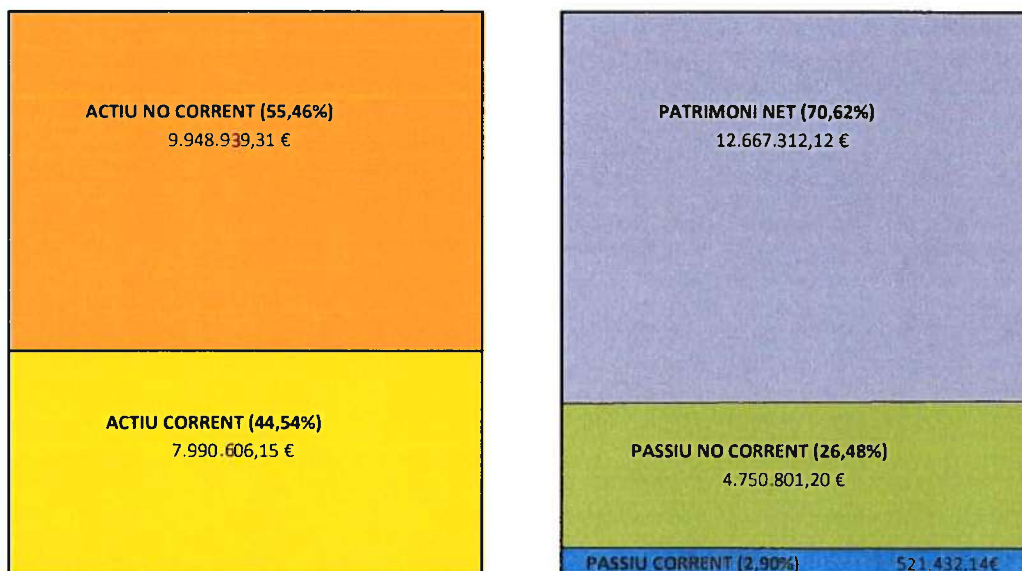 ACTIU NO CORRENT (55,46%)
9.948.939,31 €
ACTIU CORRENT (44,54%)
7.990.606,15 €
PATRIMONI NET (70,62%)
12.667.312,12 €
PASSIU NO CORRENT (26,48%)
4.750.801,20 €
PASSIU CORRENT (2,90%) 521.432,14€